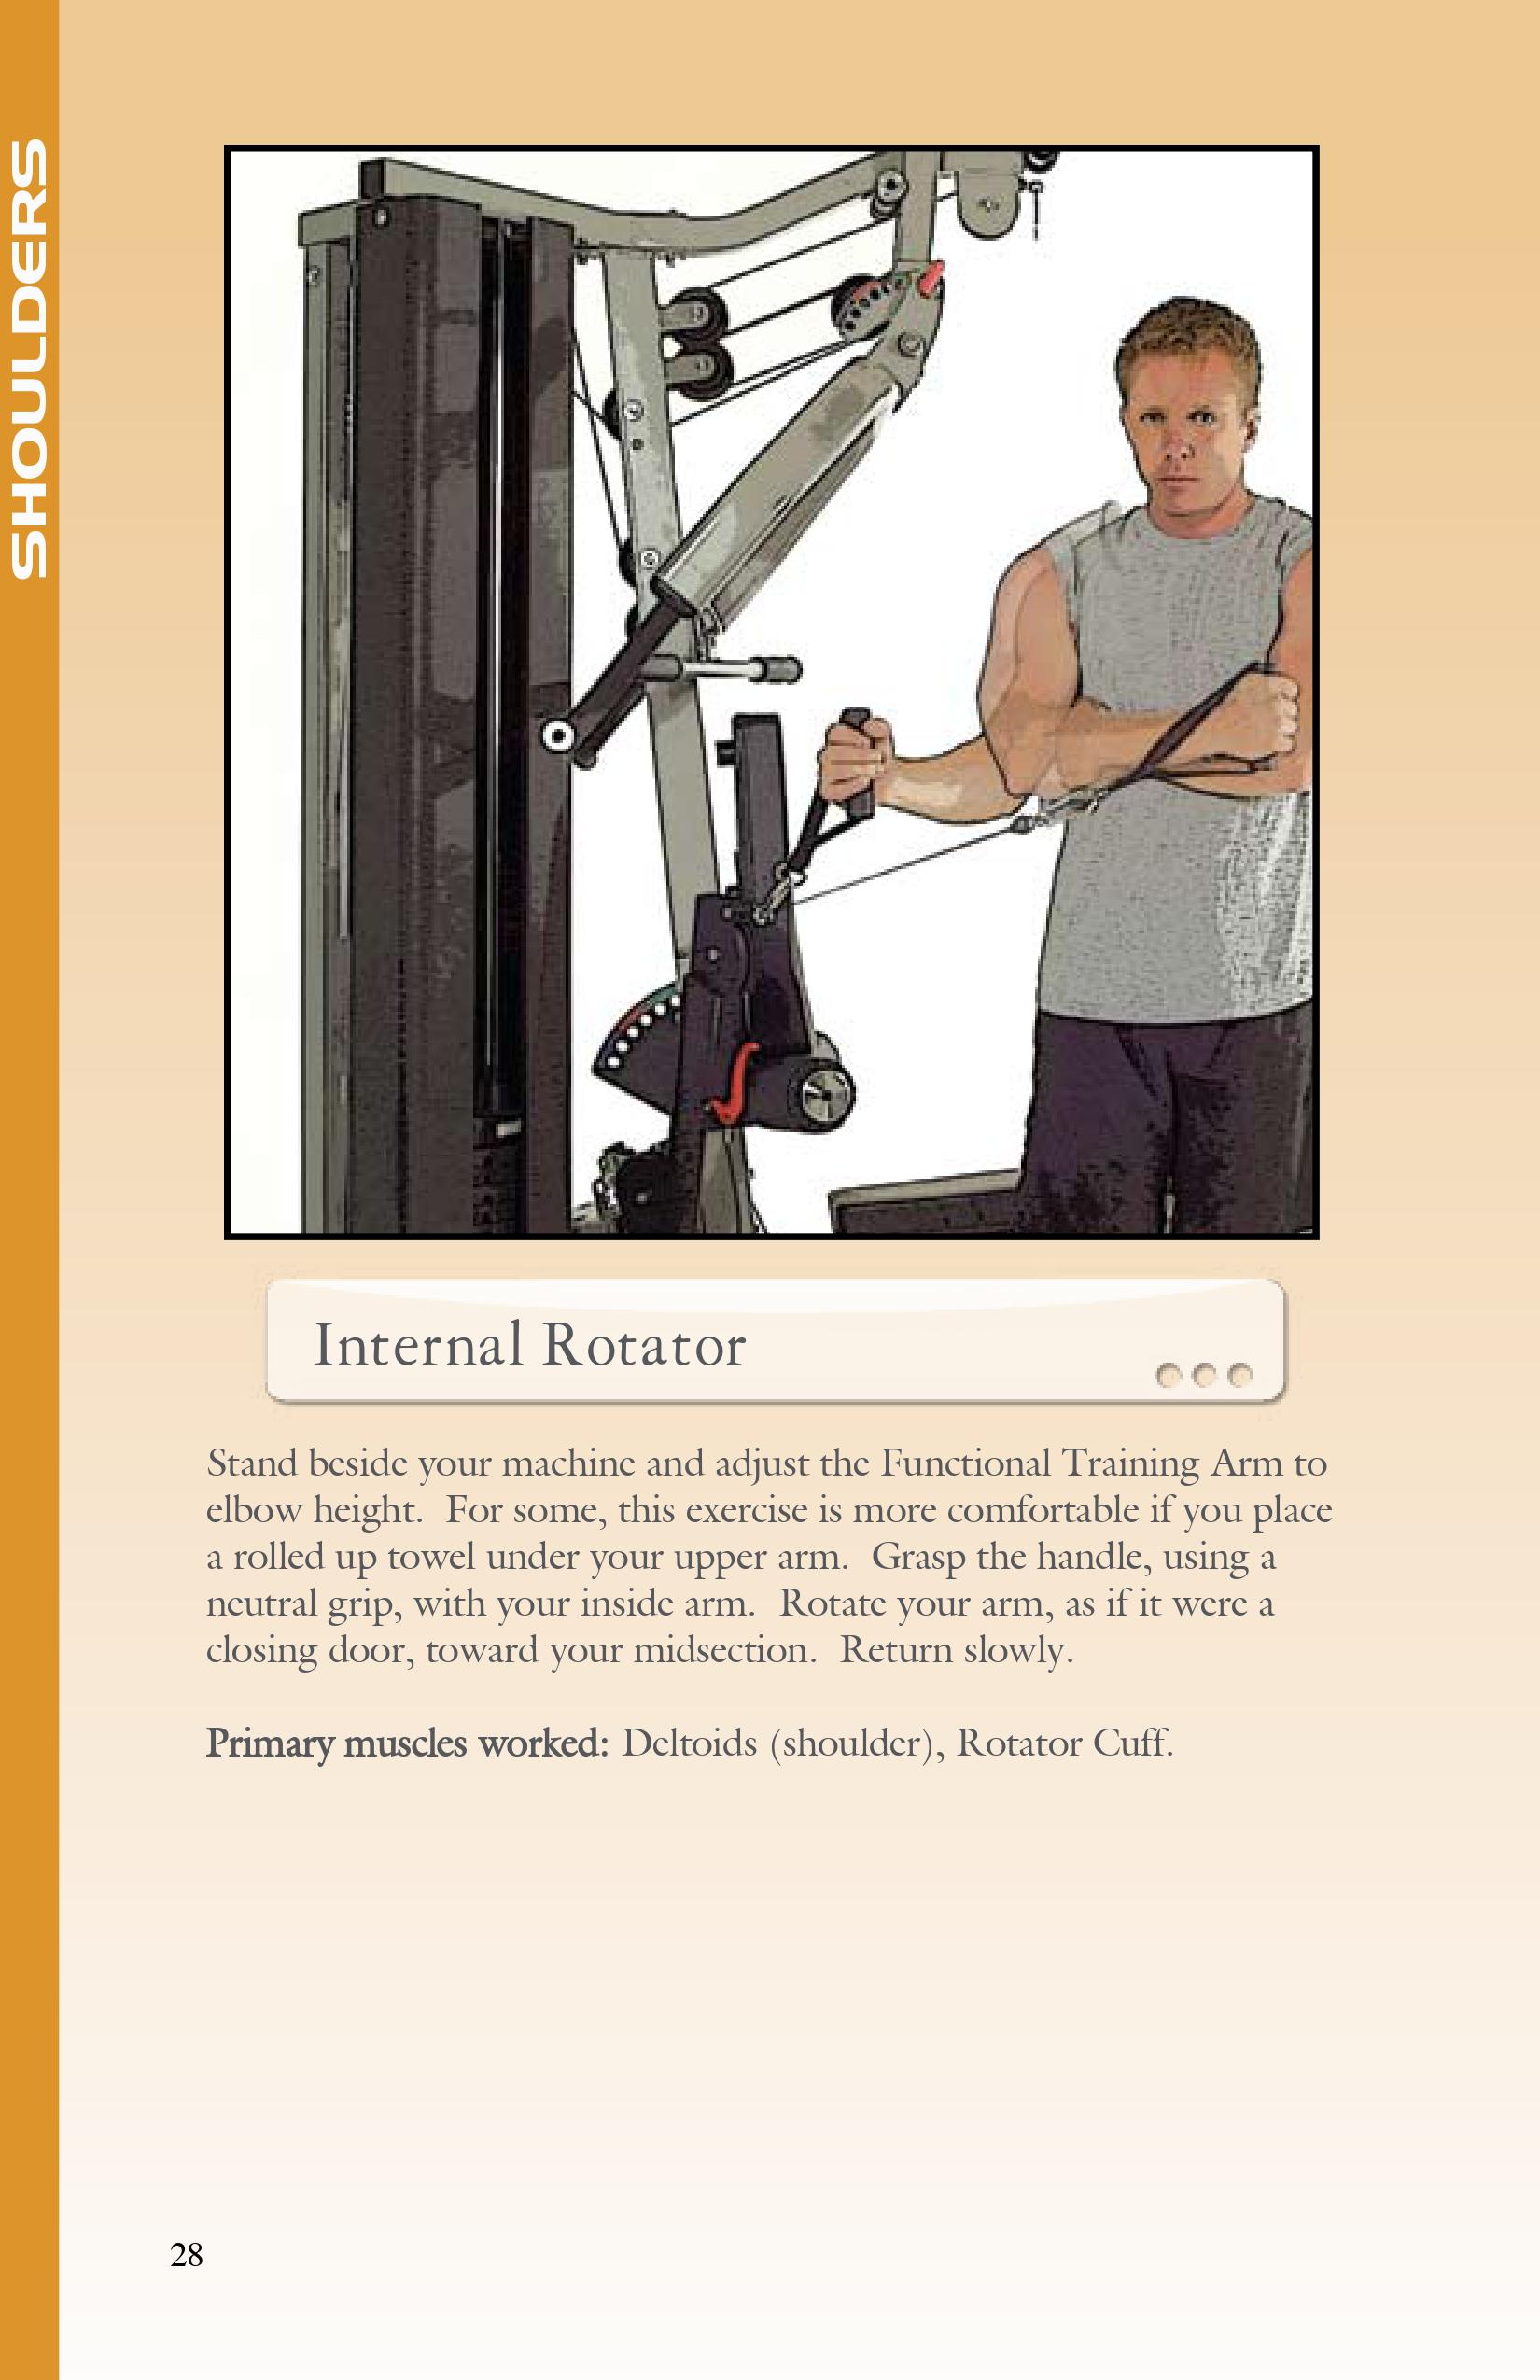 SHOULDERS
Internal Rotator
Stand beside your machine and adjust the Functional Training Arm to
elbow height.  For some, this exercise is more comfortable if you place
a rolled up towel under your upper arm.  Grasp the handle, using a
neutral grip, with your inside arm.  Rotate your arm, as if it were a
closing door, toward your midsection.  Return slowly.
Primary muscles worked: Deltoids (shoulder), Rotator Cuff.
28